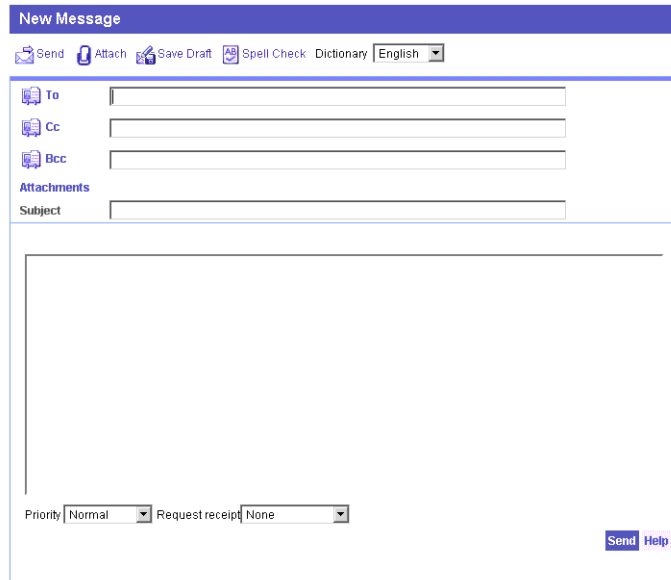 New Message
Send Attach Save Draft Spell Check Dictionary English
To
Cc
Bcc
Attachments
Subject
Priority Normal Request receipt None
Send Help